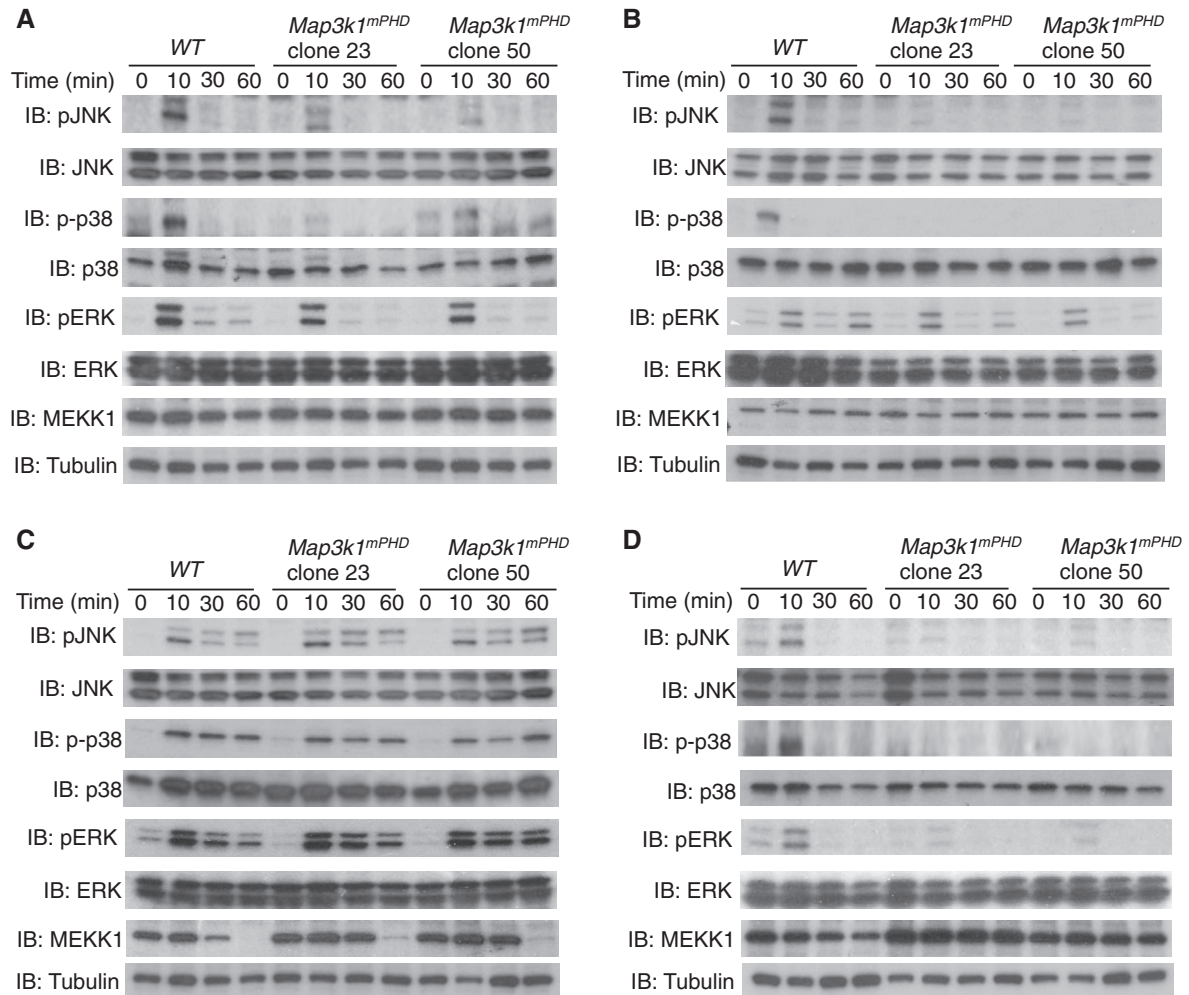 A
WT
Map3k1mPHD
clone 23
Map3k1mPHD
clone 50
Time (min) 0 10 30 60 0 10 30 60 0 10 30 60
IB: pJNK
IB: JNK
IB: p-p38
IB: p38
IB: pERK
IB: ERK
IB: MEKK1
IB: Tubulin
B
WT
Map3k1mPHD
clone 23
Map3k1mPHD
clone 50
Time (min) 0 10 30 60 0 10 30 60 0 10 30 60
IB: pJNK
IB: JNK
IB: p-p38
IB: p38
IB: pERK
IB: ERK
IB: MEKK1
IB: Tubulin
C
WT
Map3k1mPHD
clone 23
Map3k1mPHD
clone 50
Time (min) 0 10 30 60 0 10 30 60 0 10 30 60
IB: pJNK
IB: JNK
IB: p-p38
IB: p38
IB: pERK
IB: ERK
IB: MEKK1
IB: Tubulin
D
WT
Map3k1mPHD
clone 23
Map3k1mPHD
clone 50
Time (min) 0 10 30 60 0 10 30 60 0 10 30 60
IB: pJNK
IB: JNK
IB: p-p38
IB: p38
IB: pERK
IB: ERK
IB: MEKK1
IB: Tubulin